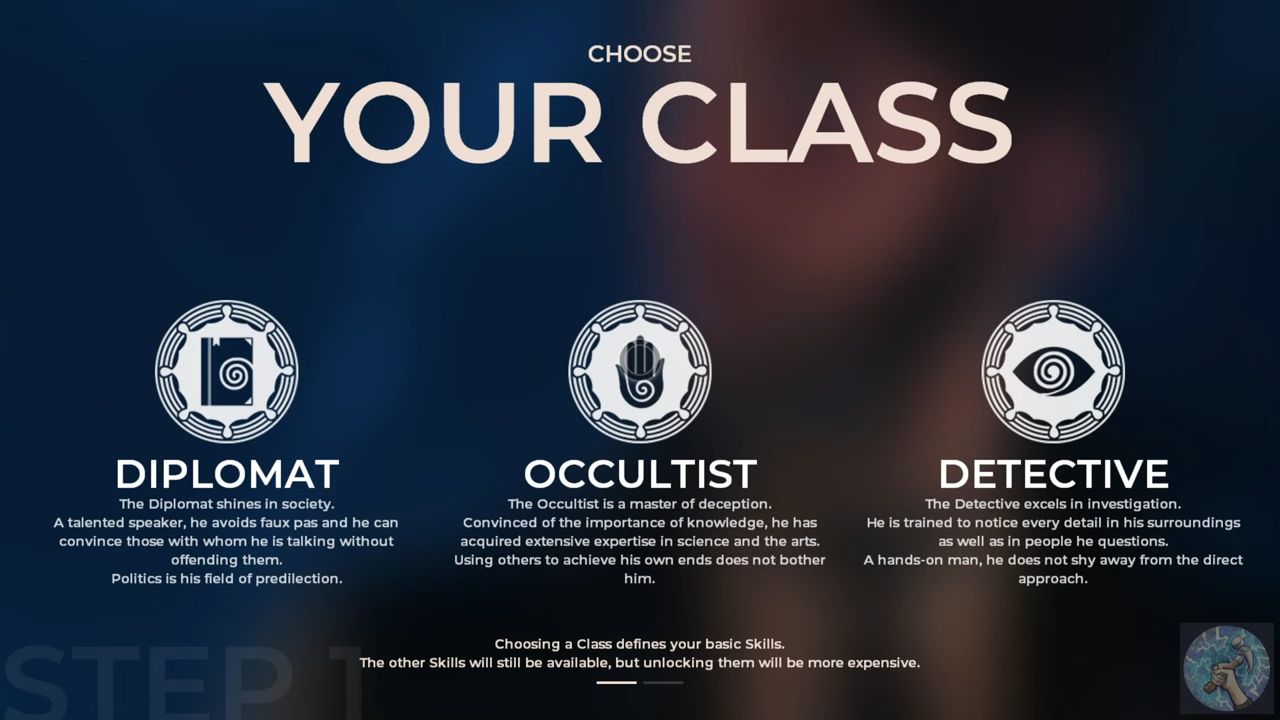 CHOOSE
YOUR CLASS
DIPLOMAT
The Diplomat shines in society.
A talented speaker, he avoids faux pas and he can
convince those with whom he is talking without
offending them.
Politics is his field of predilection.
OCCULTIST
The Occultist is a master of deception.
Convinced of the importance of knowledge, he has
acquired extensive expertise in science and the arts.
Using others to achieve his own ends does not bother
him.
DETECTIVE
The Detective excels in investigation.
He is trained to notice every detail in his surroundings
as well as in people he questions.
A hands-on man, he does not shy away from the direct
approach.
Choosing a Class defines your basic Skills.
The other Skills will still be available, but unlocking them will be more expensive.
STEP 1